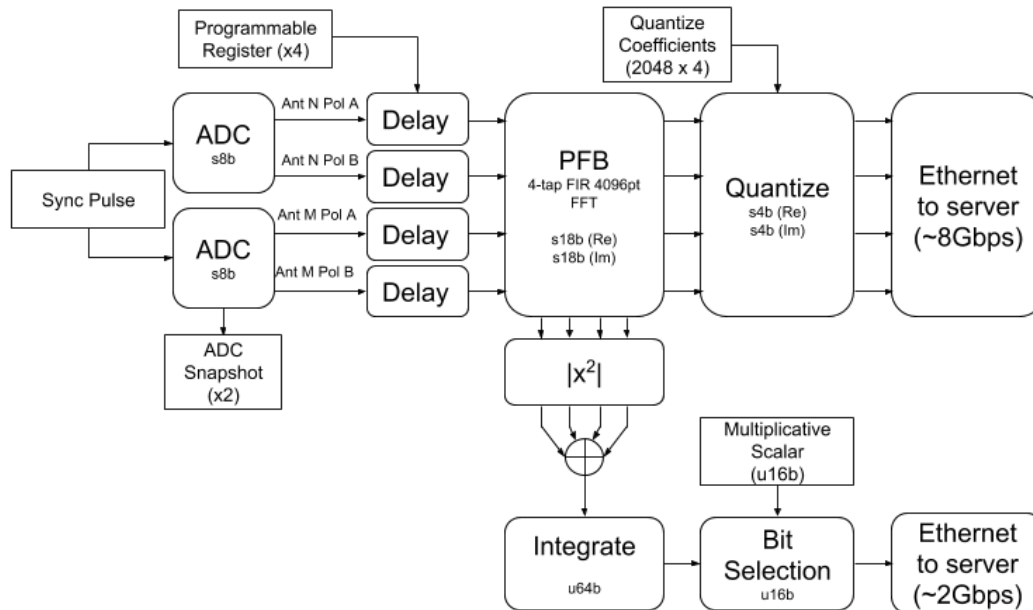 Programmable
Register (x4)
Quantize
Coefficients
(2048 x 4)
Sync Pulse
ADC
s8b
ADC
s8b
Ant N Pol A
Ant N Pol B
Ant M Pol A
Ant M Pol B
Delay
Delay
Delay
Delay
PFB
4-tap FIR 4096pt
FFT
s18b (Re)
s18b (Im)
Quantize
s4b (Re)
s4b (Im)
Ethernet
to server
(~8Gbps)
ADC
Snapshot
(x2)
|x²|
Multiplicative
Scalar
(u16b)
Integrate
u64b
Bit
Selection
u16b
Ethernet
to server
(~2Gbps)